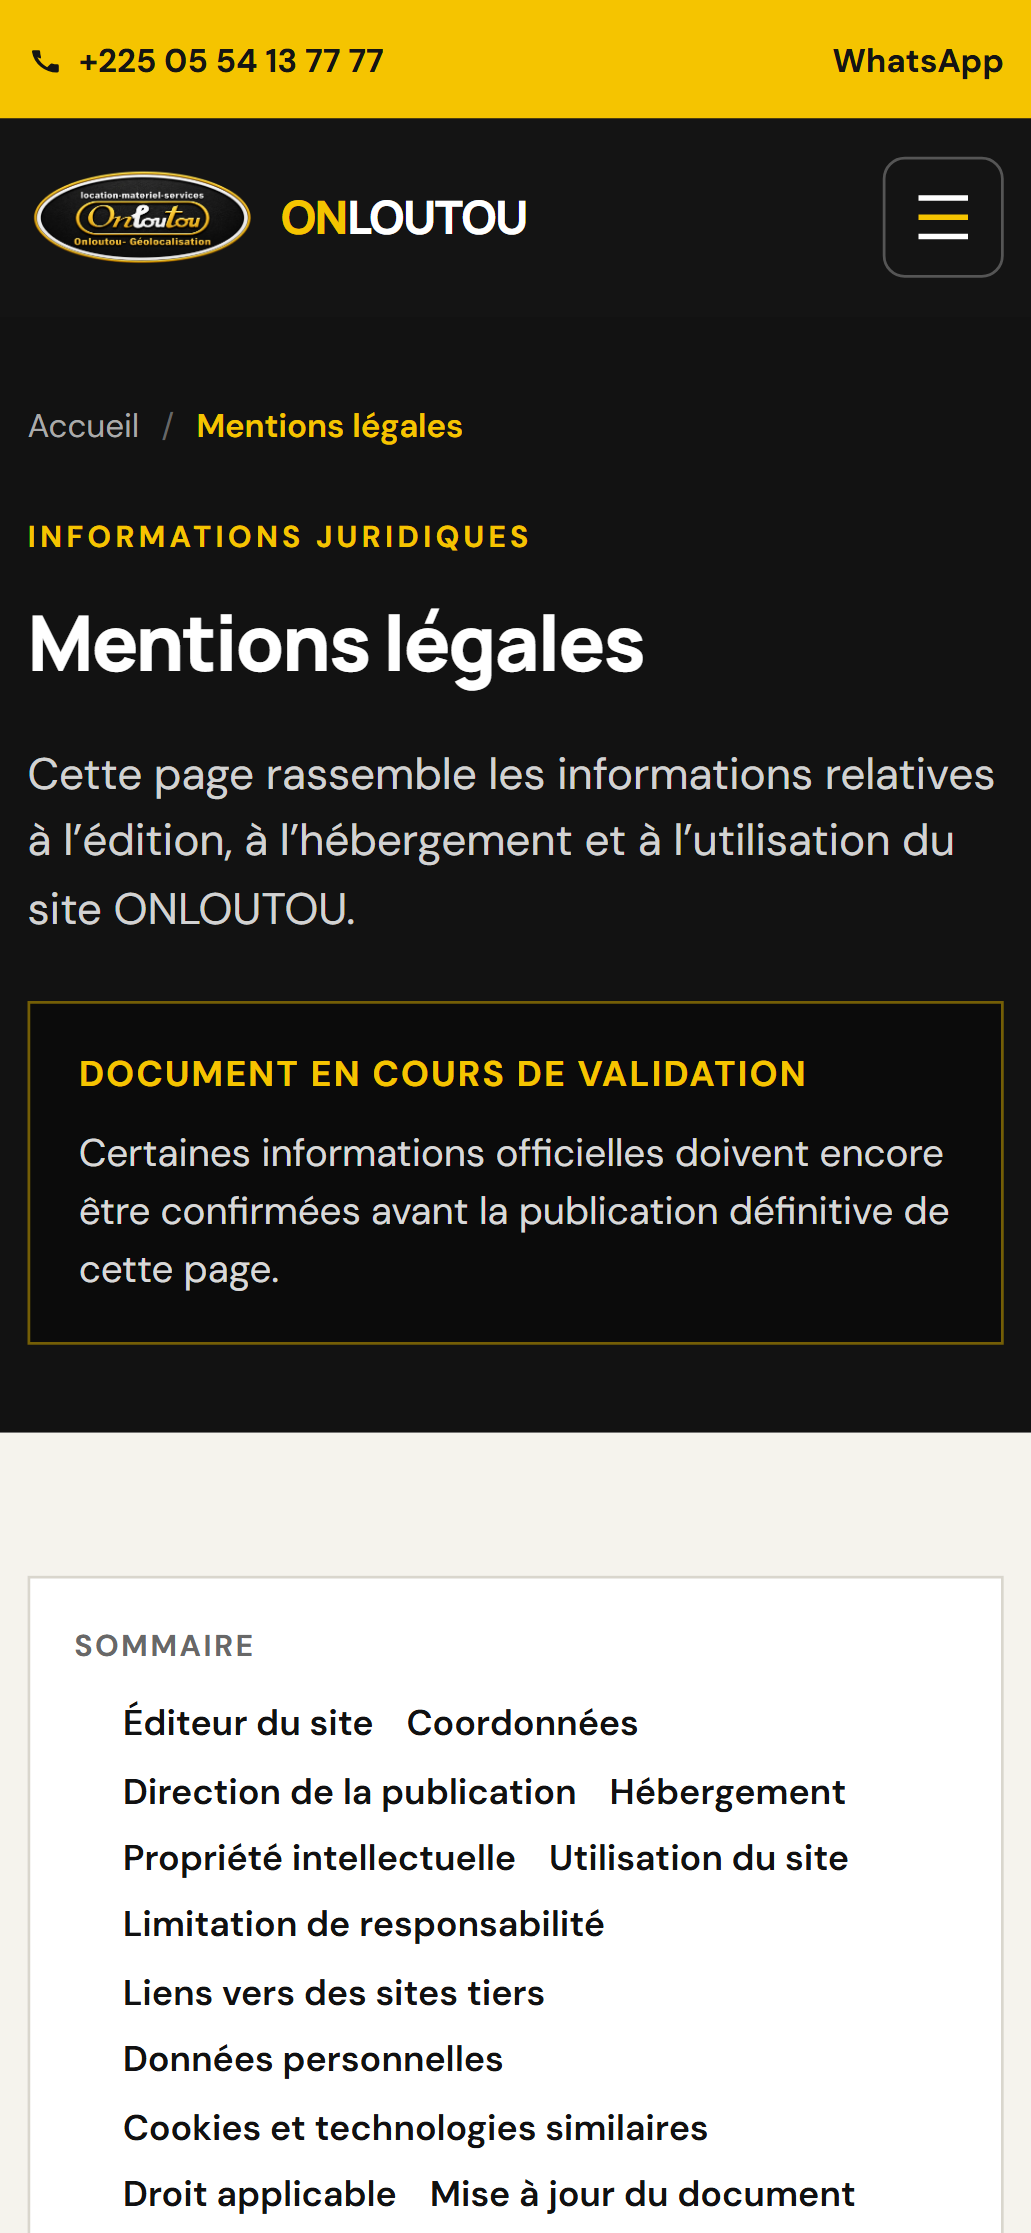 +225 05 54 13 77 77 WhatsApp
location-materiel-services
Onloutou
Onloutou- Géolocalisation
ONLOUTOU
Accueil / Mentions légales
INFORMATIONS JURIDIQUES
Mentions légales
Cette page rassemble les informations relatives
à l’édition, à l’hébergement et à l’utilisation du
site ONLOUTOU.
DOCUMENT EN COURS DE VALIDATION
Certaines informations officielles doivent encore
être confirmées avant la publication définitive de
cette page.
SOMMAIRE
Éditeur du site Coordonnées
Direction de la publication Hébergement
Propriété intellectuelle Utilisation du site
Limitation de responsabilité
Liens vers des sites tiers
Données personnelles
Cookies et technologies similaires
Droit applicable Mise à jour du document